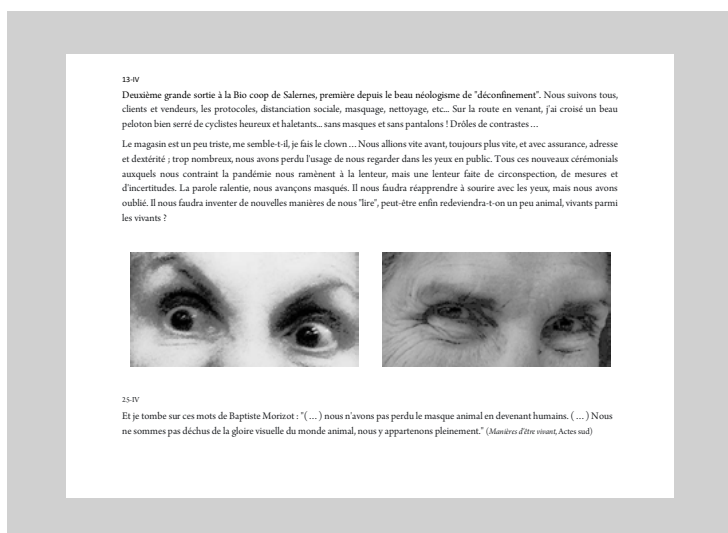 13-IV
Deuxième grande sortie à la Bio coop de Salernes, première depuis le beau néologisme de "déconfinement". Nous suivons tous,
clients et vendeurs, les protocoles, distanciation sociale, masquage, nettoyage, etc... Sur la route en venant, j'ai croisé un beau
peloton bien serré de cyclistes heureux et haletants... sans masques et sans pantalons ! Drôles de contrastes ...
Le magasin est un peu triste, me semble-t-il, je fais le clown ... Nous allions vite avant, toujours plus vite, et avec assurance, adresse
et dextérité ; trop nombreux, nous avons perdu l'usage de nous regarder dans les yeux en public. Tous ces nouveaux cérémonials
auxquels nous contraint la pandémie nous ramènent à la lenteur, mais une lenteur faite de circonspection, de mesures et
d'incertitudes. La parole ralentie, nous avançons masqués. Il nous faudra réapprendre à sourire avec les yeux, mais nous avons
oublié. Il nous faudra inventer de nouvelles manières de nous "lire", peut-être enfin redeviendra-t-on un peu animal, vivants parmi
les vivants ?
25-IV
Et je tombe sur ces mots de Baptiste Morizot : "( ... ) nous n'avons pas perdu le masque animal en devenant humains. ( ... ) Nous
ne sommes pas déchus de la gloire visuelle du monde animal, nous y appartenons pleinement." (Manières d'être vivant, Actes sud)